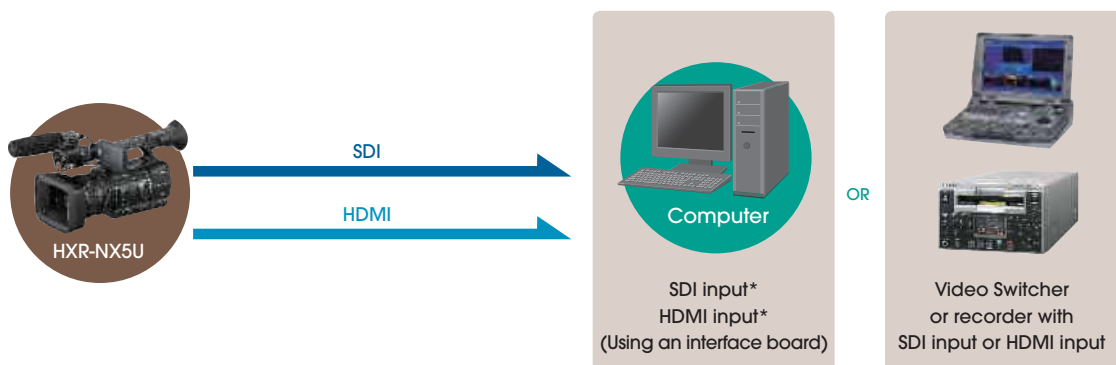 SDI
HDMI
HXR-NX5U
Computer
SDI input*
HDMI input*
(Using an interface board)
OR
Video Switcher
or recorder with
SDI input or HDMI input